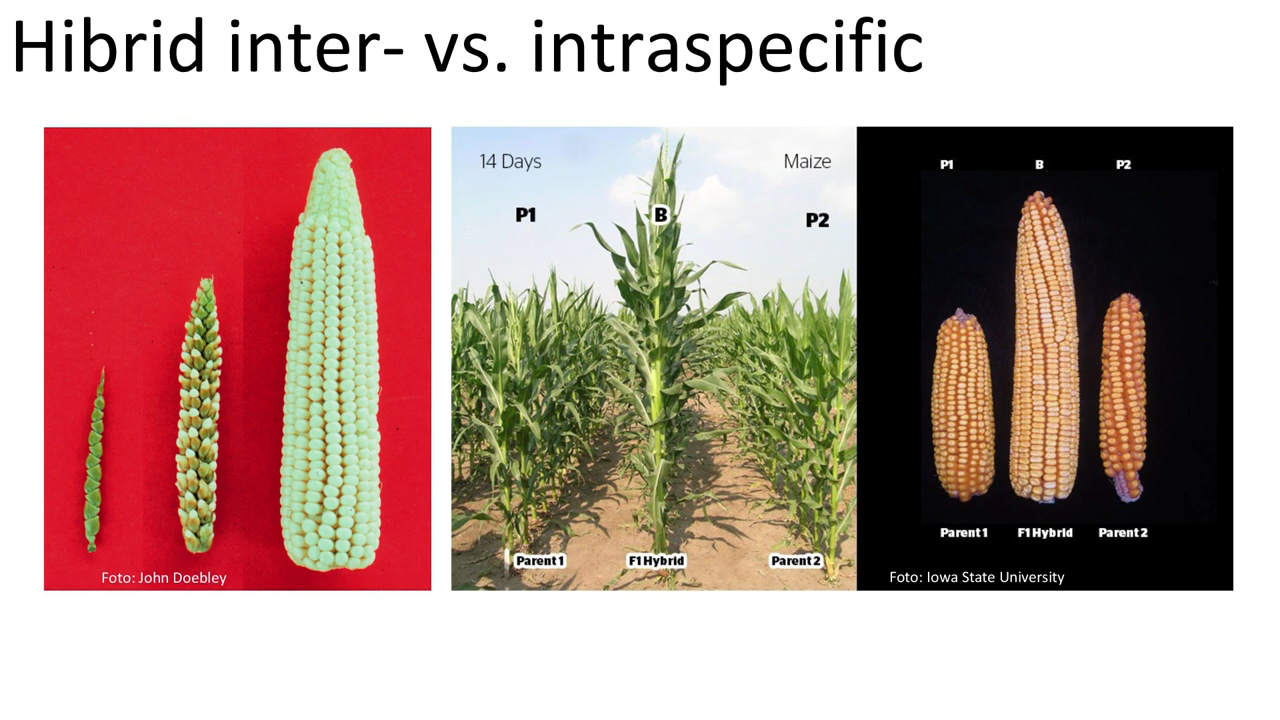 Hibrid inter- vs. intraspecific
Foto: John Doebley
14 Days
Maize
P1
B
P2
Parent 1
F1 Hybrid
Parent 2
P1
B
P2
Parent 1
F1 Hybrid
Parent 2
Foto: Iowa State University